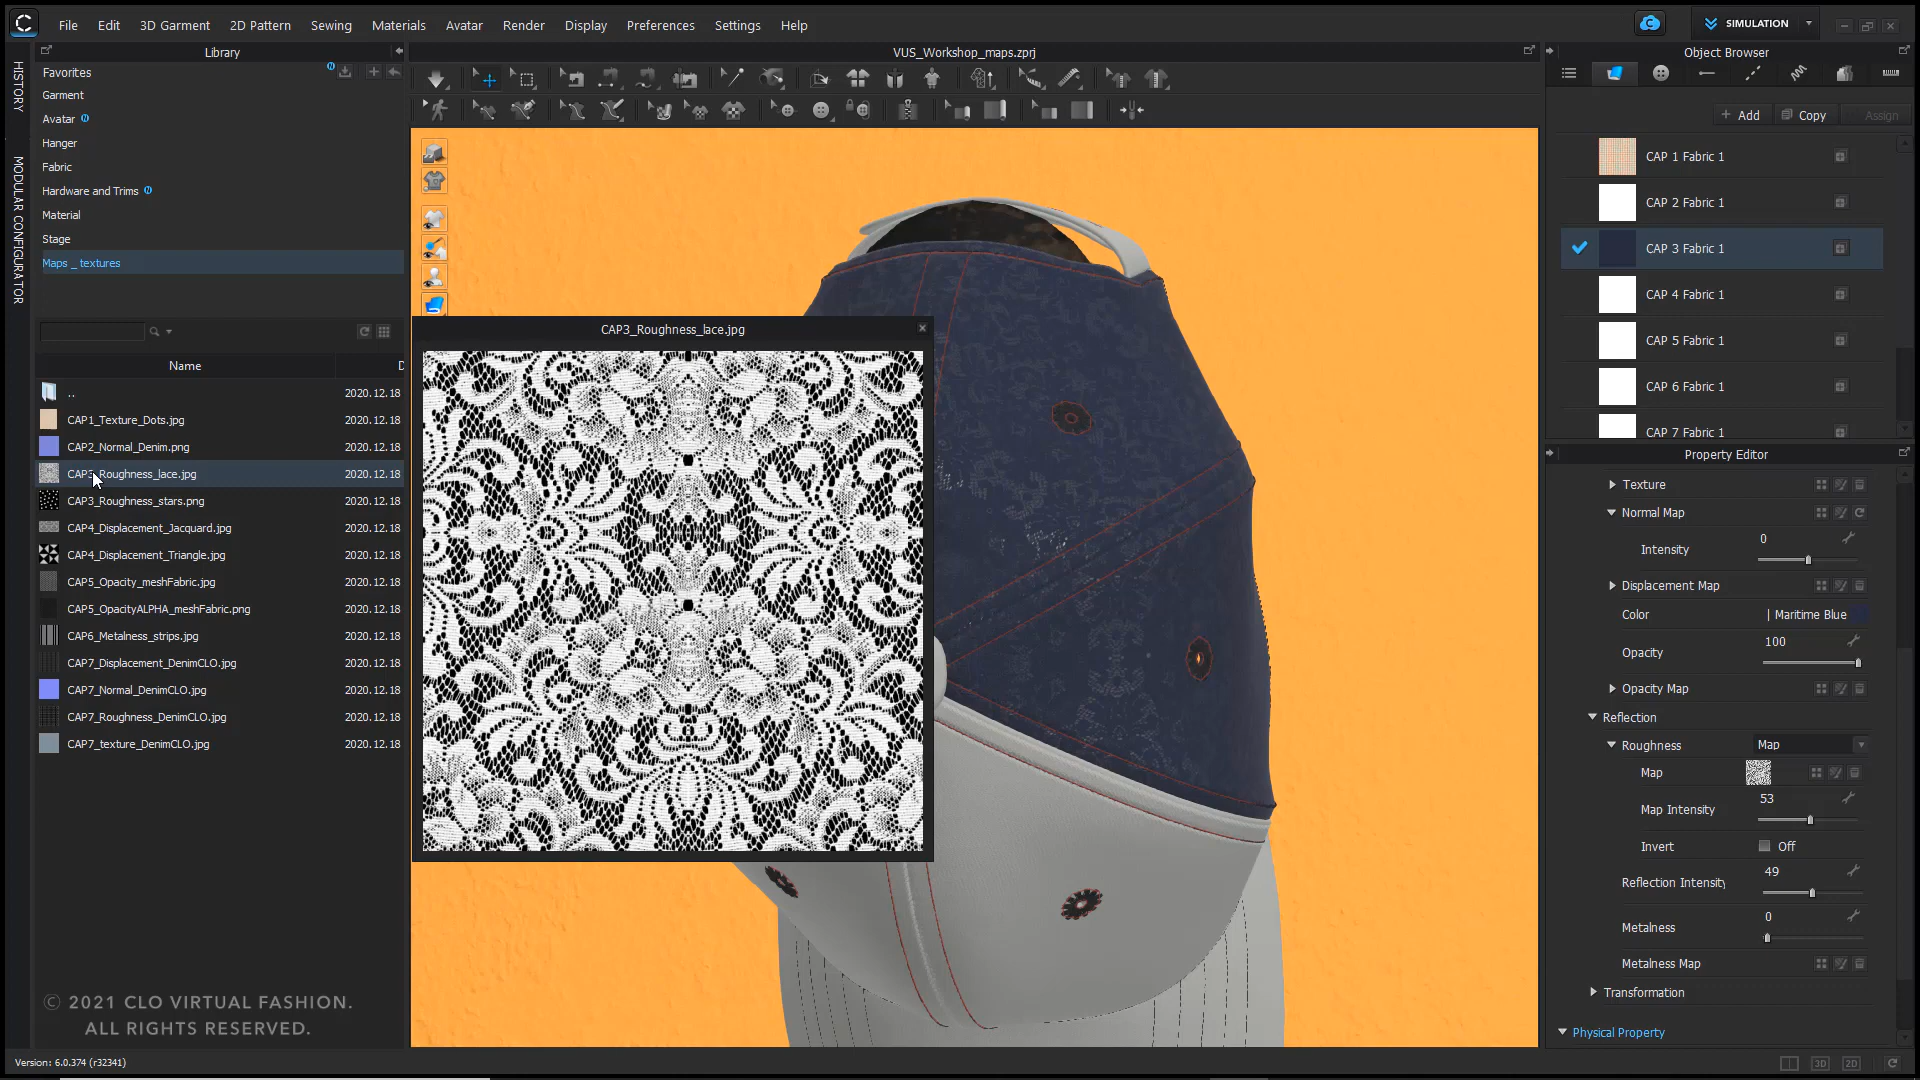 File Edit 3D Garment 2D Pattern Sewing Materials Avatar Render Display Preferences Settings Help
SIMULATION
HISTORY
MODULAR CONFIGURATOR
Library
Favorites
Garment
Avatar
Hanger
Fabric
Hardware and Trims
Material
Stage
Maps _ textures
Name D
.. 2020.12.18
CAP1_Texture_Dots.jpg 2020.12.18
CAP2_Normal_Denim.png 2020.12.18
CAP3_Roughness_lace.jpg 2020.12.18
CAP3_Roughness_stars.png 2020.12.18
CAP4_Displacement_Jacquard.jpg 2020.12.18
CAP4_Displacement_Triangle.jpg 2020.12.18
CAP5_Opacity_meshFabric.jpg 2020.12.18
CAP5_OpacityALPHA_meshFabric.png 2020.12.18
CAP6_Metalness_strips.jpg 2020.12.18
CAP7_Displacement_DenimCLO.jpg 2020.12.18
CAP7_Normal_DenimCLO.jpg 2020.12.18
CAP7_Roughness_DenimCLO.jpg 2020.12.18
CAP7_texture_DenimCLO.jpg 2020.12.18
© 2021 CLO VIRTUAL FASHION.
ALL RIGHTS RESERVED.
Version: 6.0.374 (r32341)
VUS_Workshop_maps.zprj
CAP3_Roughness_lace.jpg
Object Browser
+ Add Copy Assign
CAP 1 Fabric 1
CAP 2 Fabric 1
CAP 3 Fabric 1
CAP 4 Fabric 1
CAP 5 Fabric 1
CAP 6 Fabric 1
CAP 7 Fabric 1
Property Editor
Texture
Normal Map
Intensity 0
Displacement Map
Color | Maritime Blue
Opacity 100
Opacity Map
Reflection
Roughness Map
Map
Map Intensity 53
Invert Off
Reflection Intensity 49
Metalness 0
Metalness Map
Transformation
Physical Property
3D 2D